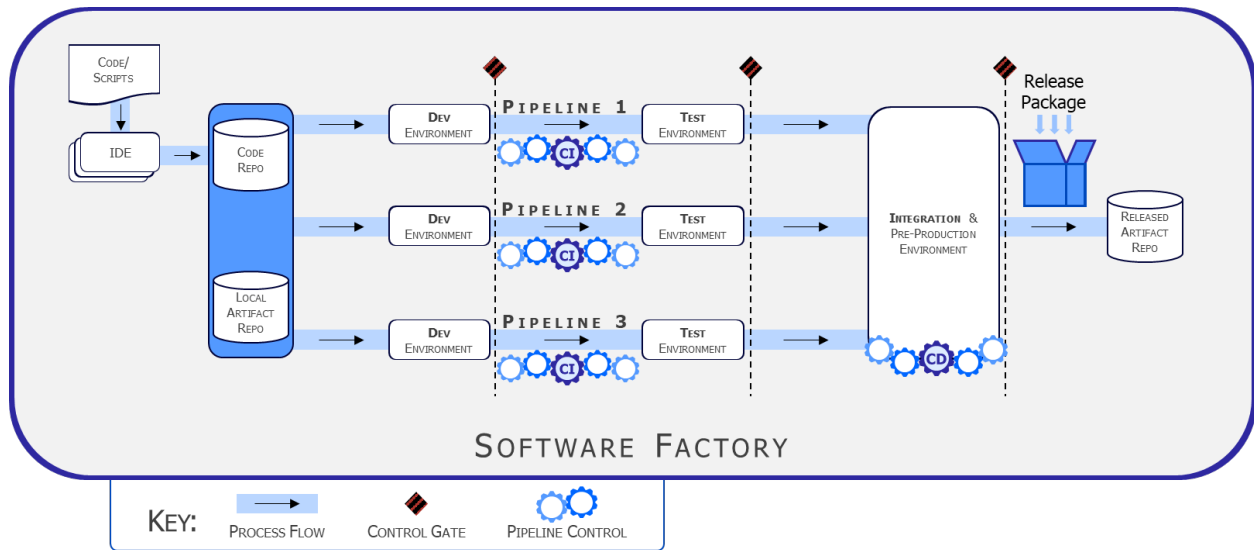 Code/
Scripts
IDE
Code
Repo
Local
Artifact
Repo
Dev
Environment
Pipeline 1
CI
Test
Environment
Dev
Environment
Pipeline 2
CI
Test
Environment
Dev
Environment
Pipeline 3
CI
Test
Environment
Integration &
Pre-Production
Environment
CD
Release
Package
Released
Artifact
Repo
Software Factory
Key:
Process Flow
Control Gate
Pipeline Control